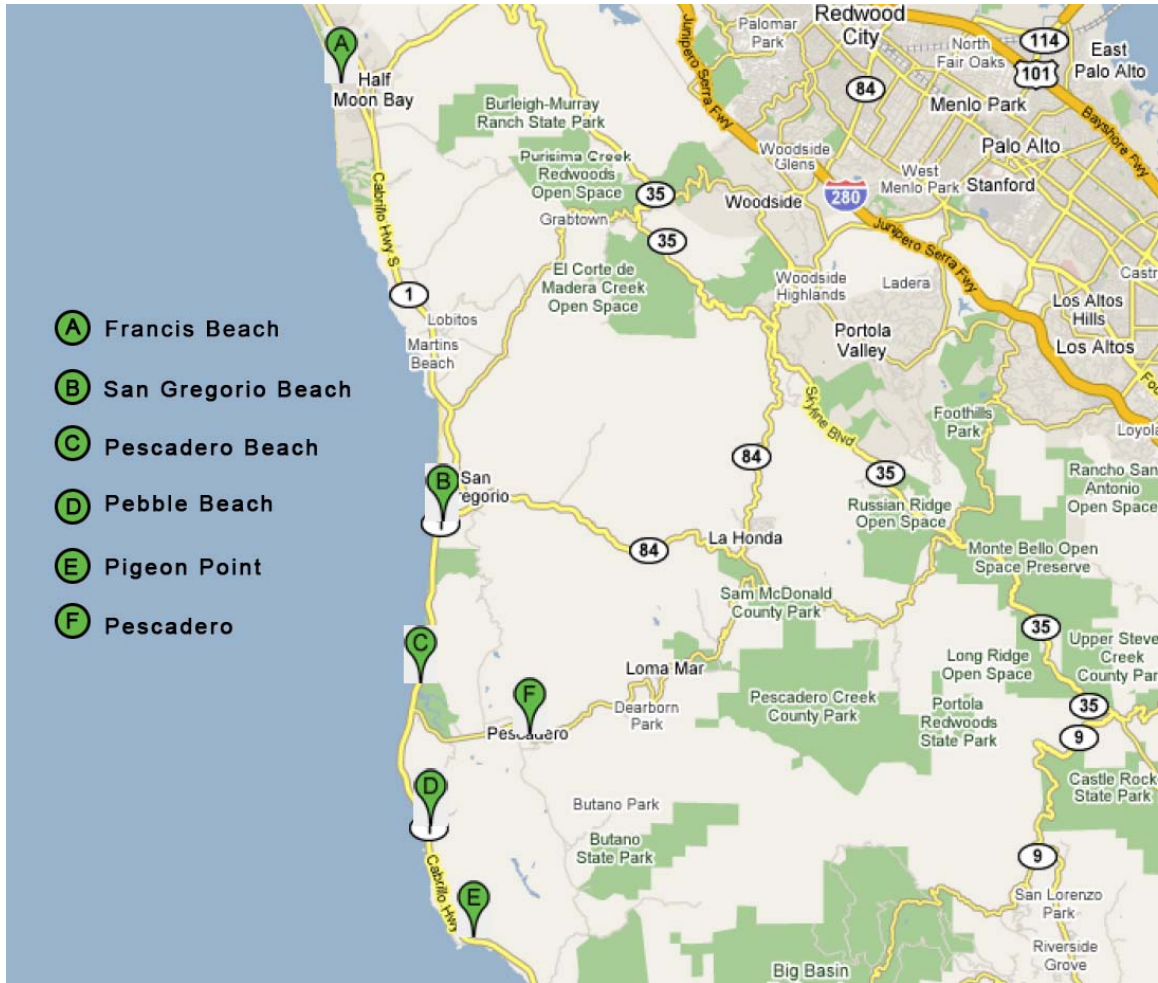 A
Half
Moon Bay
Palomar
Park
Redwood
City
North
Fair Oaks
114
East
Palo Alto
101
84
Menlo Park
Junipero Serra Fwy
Bayshore Fwy
Burleigh-Murray
Ranch State Park
Purisima Creek
Redwoods
Open Space
Woodside
Glens
Palo Alto
West
Menlo Park
Stanford
35
Woodside
280
Cabrillo Hwy S
Grabtown
35
Junipero Serra Fwy
El Corte de
Madera Creek
Open Space
Woodside
Highlands
Ladera
1
Los Altos
Hills
Lobitos
Martins
Beach
Portola
Valley
Los Altos
A Francis Beach
B San Gregorio Beach
C Pescadero Beach
D Pebble Beach
E Pigeon Point
F Pescadero
Skyline Blvd
Foothills
Park
Loyola
84
35
B
San
regorio
Rancho San
Antonio
Open Space
Russian Ridge
Open Space
84
La Honda
Monte Bello Open
Space Preserve
Sam McDonald
County Park
35
C
Loma Mar
Long Ridge
Open Space
Upper Steve
Creek
County Par
F
Pescadero
Dearborn
Park
Pescadero Creek
County Park
Portola
Redwoods
State Park
35
9
D
Castle Rock
State Park
Butano Park
Butano
State Park
Cabrillo Hwy
9
E
San Lorenzo
Park
Riverside
Grove
Big Basin